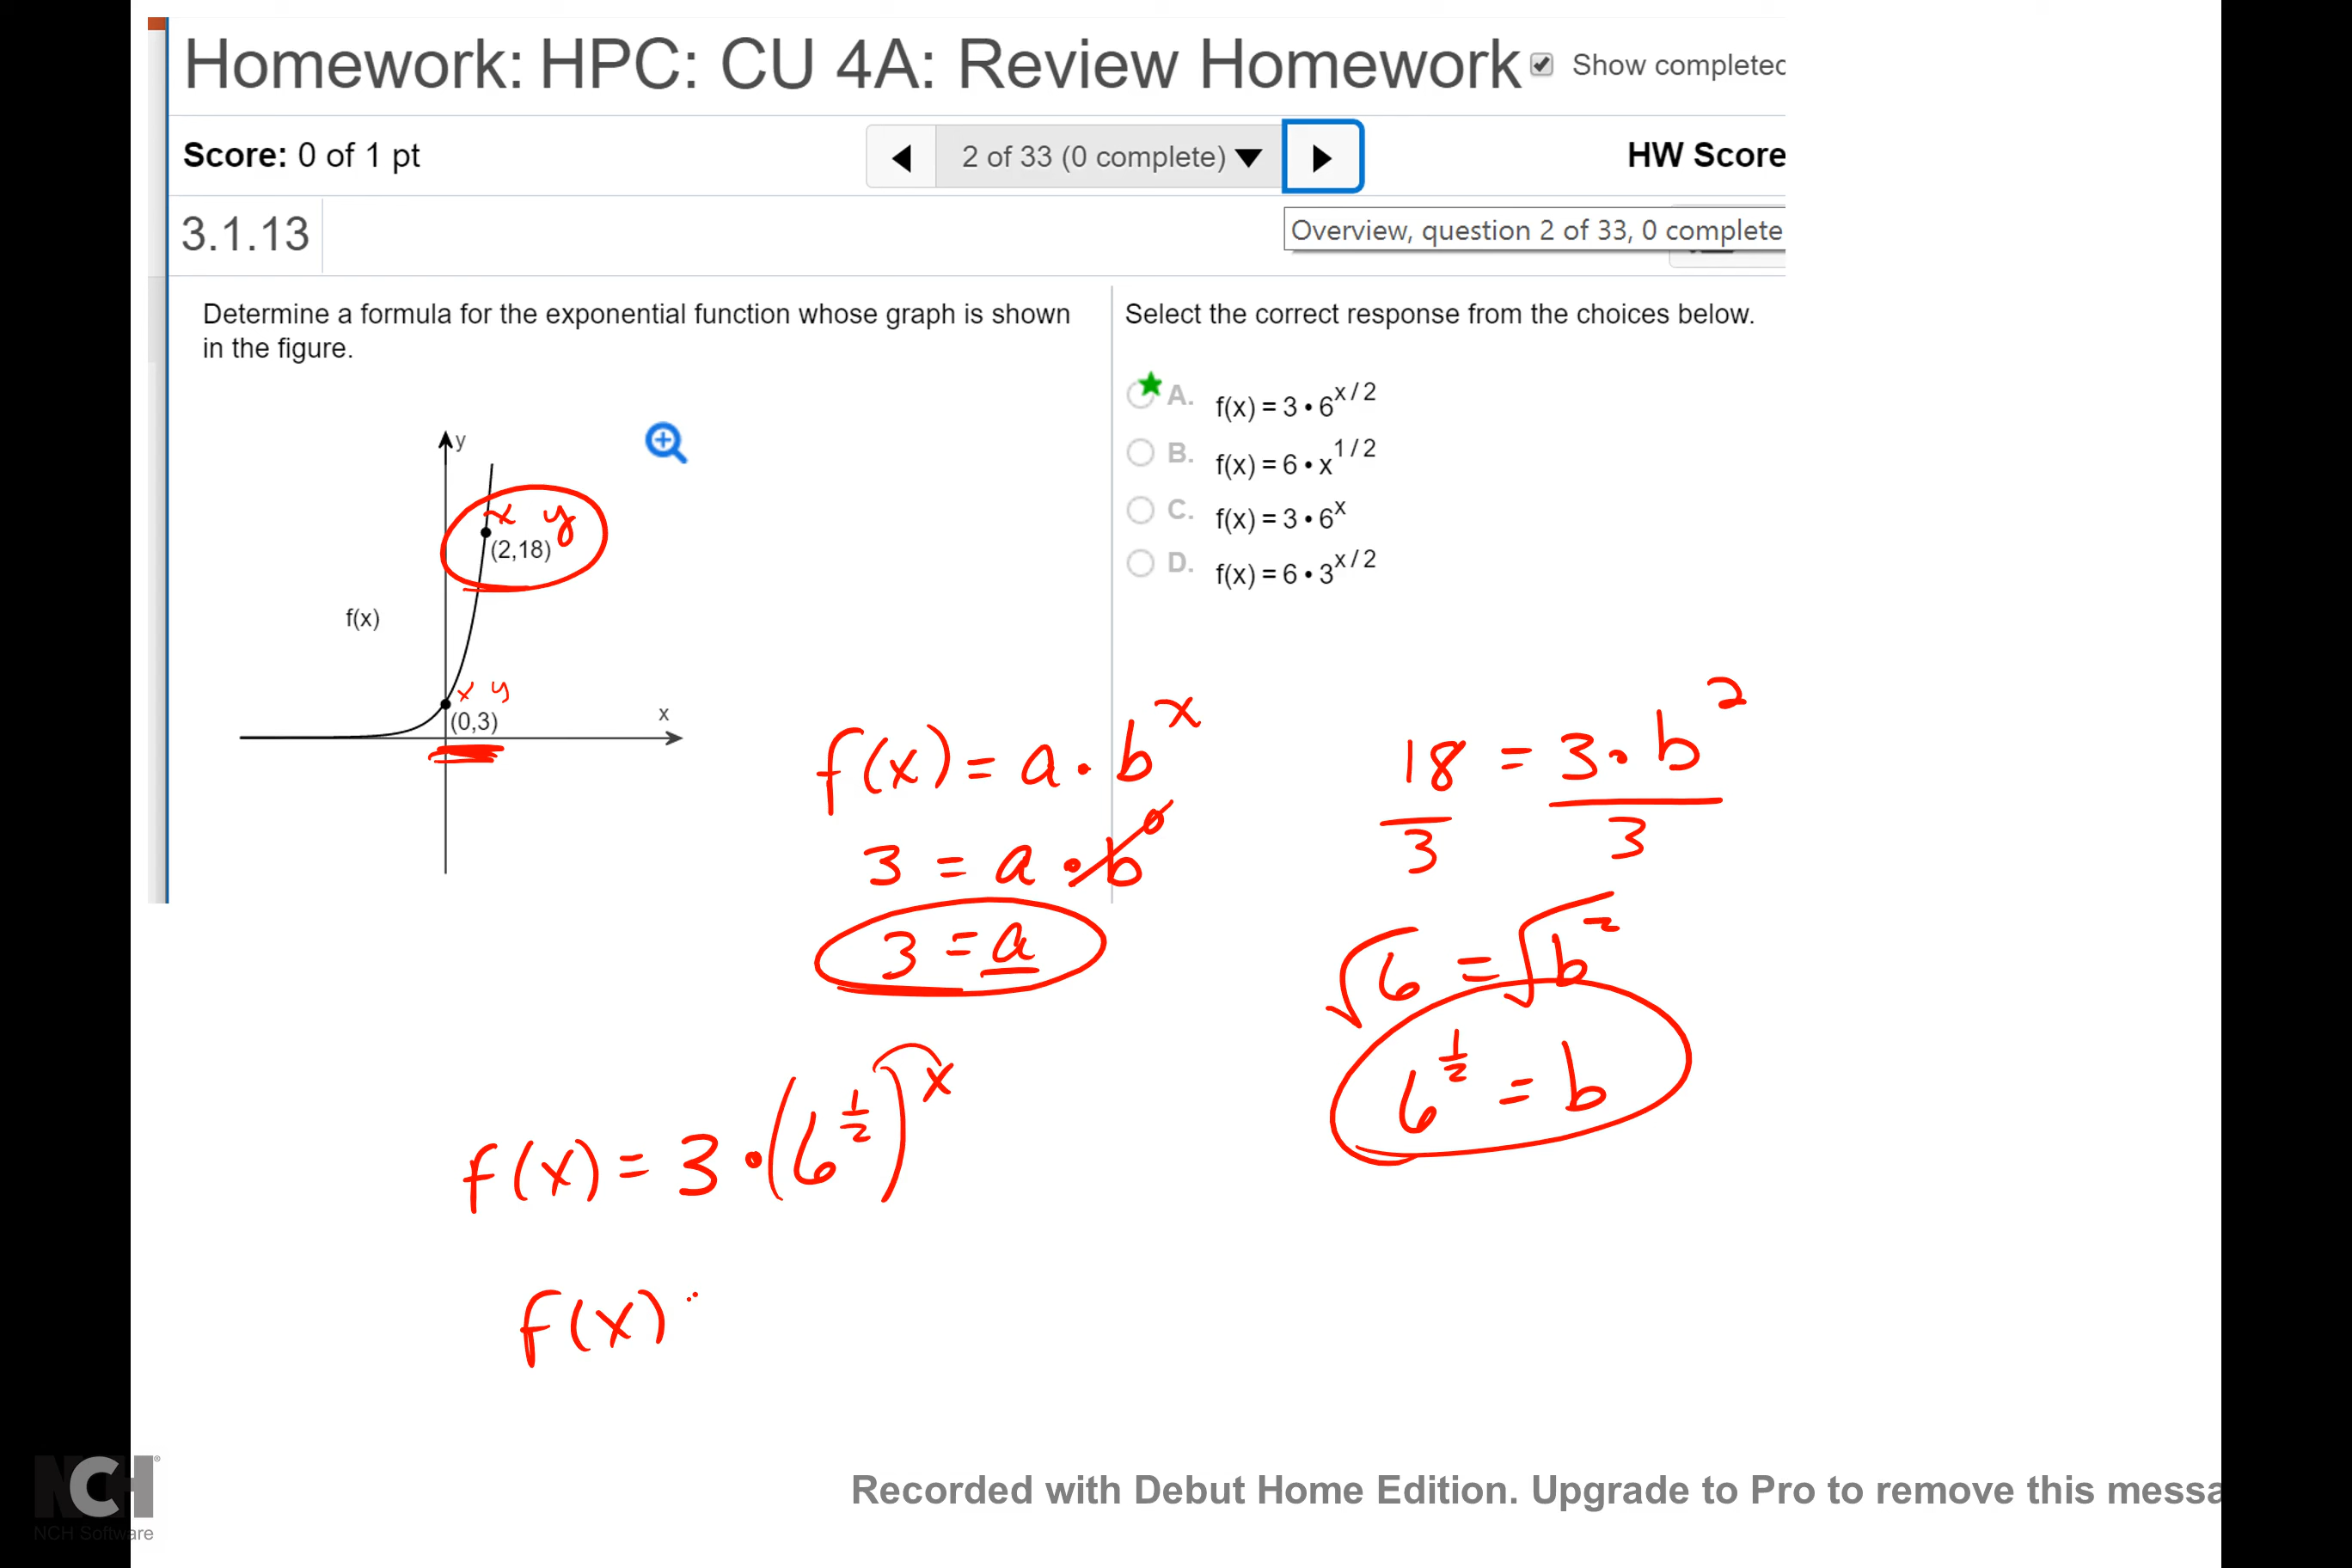 Homework: HPC: CU 4A: Review Homework
Show completed
Score: 0 of 1 pt
2 of 33 (0 complete)
HW Score
3.1.13
Overview, question 2 of 33, 0 complete
Determine a formula for the exponential function whose graph is shown
in the figure.
y
x y
(2,18)
f(x)
x y
(0,3)
x
Select the correct response from the choices below.
A. f(x) = 3 • 6^(x/2)
B. f(x) = 6 • x^(1/2)
C. f(x) = 3 • 6^x
D. f(x) = 6 • 3^(x/2)
f(x) = a · b^x
3 = a · b^0
3 = a
18 = 3 · b^2
3 3
√6 = √b^2
6^(1/2) = b
f(x) = 3 · (6^(1/2))^x
f(x)
NCH®
NCH Software
Recorded with Debut Home Edition. Upgrade to Pro to remove this messa